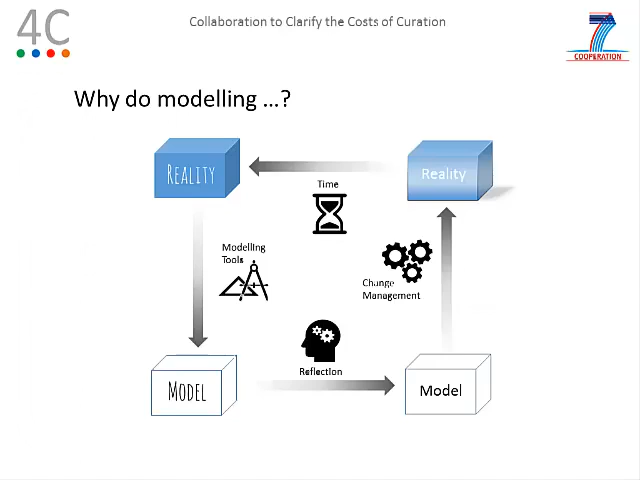 4C
Collaboration to Clarify the Costs of Curation
7
COOPERATION
Why do modelling ...?
REALITY
Reality
Time
Modelling
Tools
Change
Management
Reflection
MODEL
Model